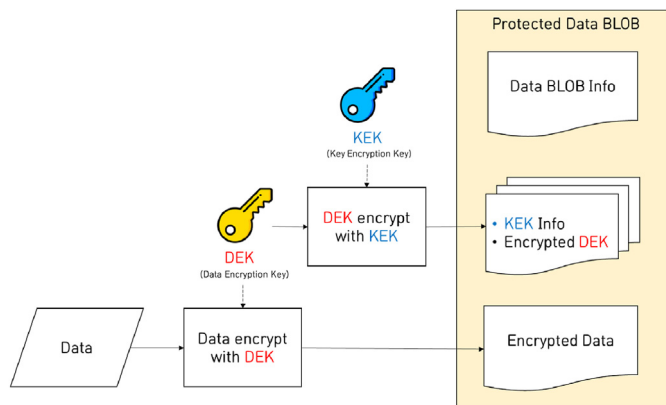 Protected Data BLOB
Data BLOB Info
KEK
(Key Encryption Key)
DEK encrypt
with KEK
• KEK Info
• Encrypted DEK
DEK
(Data Encryption Key)
Data
Data encrypt
with DEK
Encrypted Data